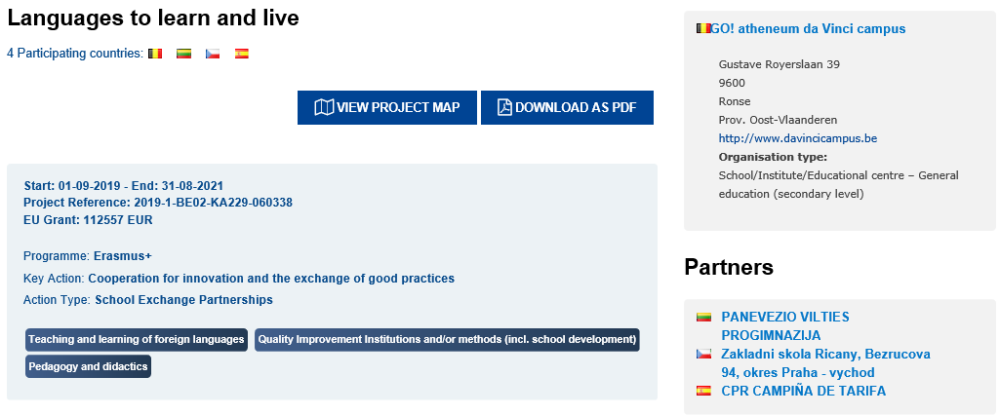 Languages to learn and live
4 Participating countries:
VIEW PROJECT MAP
DOWNLOAD AS PDF
Start: 01-09-2019 - End: 31-08-2021
Project Reference: 2019-1-BE02-KA229-060338
EU Grant: 112557 EUR
Programme: Erasmus+
Key Action: Cooperation for innovation and the exchange of good practices
Action Type: School Exchange Partnerships
Teaching and learning of foreign languages
Quality Improvement Institutions and/or methods (incl. school development)
Pedagogy and didactics
GO! atheneum da Vinci campus
Gustave Royerslaan 39
9600
Ronse
Prov. Oost-Vlaanderen
http://www.davincicampus.be
Organisation type:
School/Institute/Educational centre – General
education (secondary level)
Partners
PANEVEZIO VILTIES
PROGIMNAZIJA
Zakladni skola Ricany, Bezrucova
94, okres Praha - vychod
CPR CAMPIÑA DE TARIFA